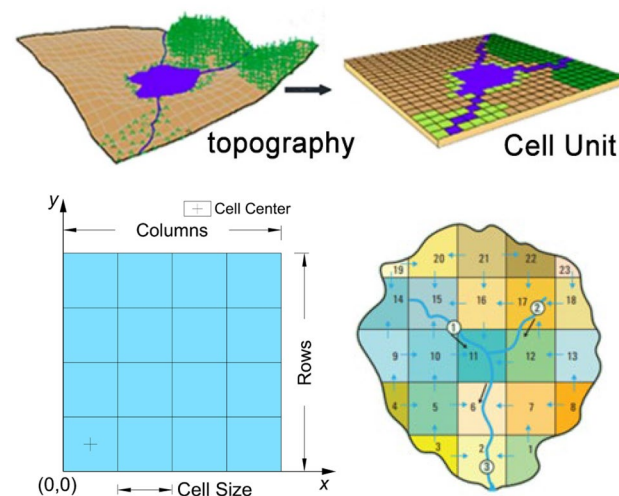 topography
Cell Unit
y
Cell Center
Columns
Rows
(0,0)
Cell Size
x
19 20 21 22 23
14 15 16 17 2 18
1
9 10 11 12 13
4 5 6 7 8
3 2 1
3